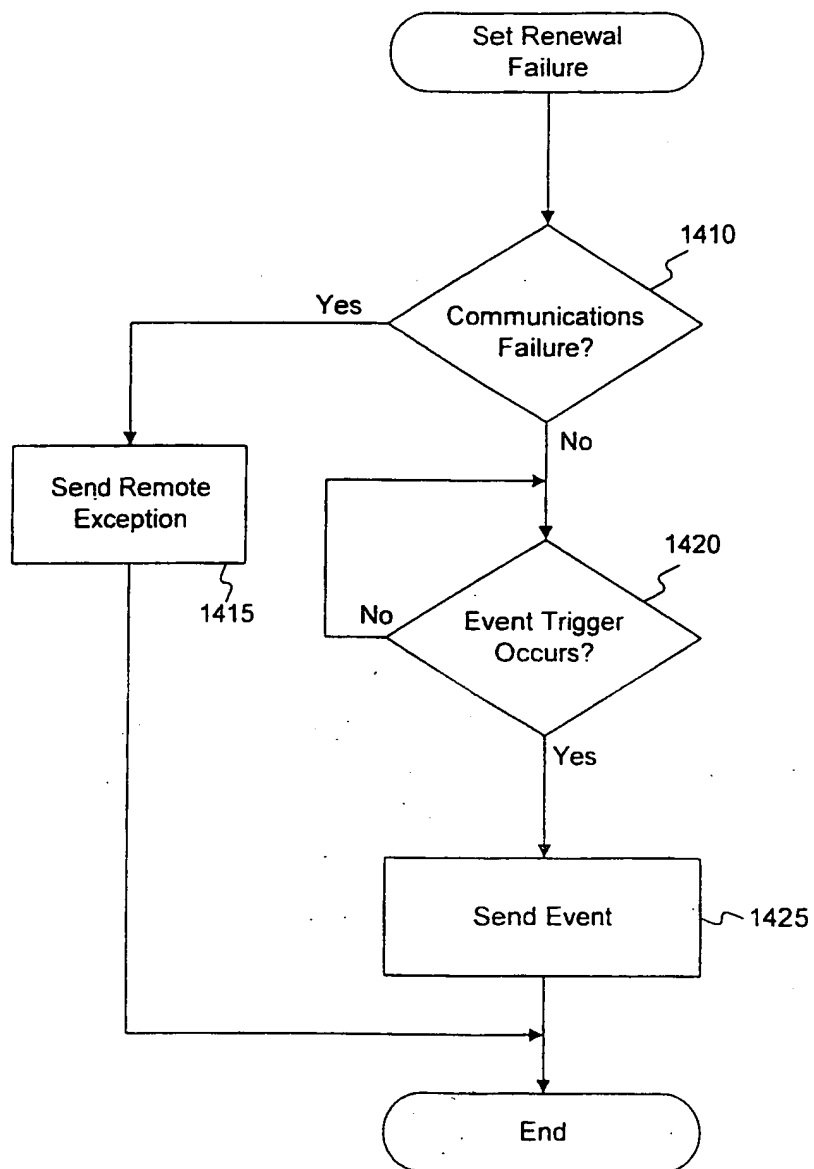 Set Renewal
Failure
1410
Yes
Communications
Failure?
No
Send Remote
Exception
1415
1420
No
Event Trigger
Occurs?
Yes
Send Event
1425
End